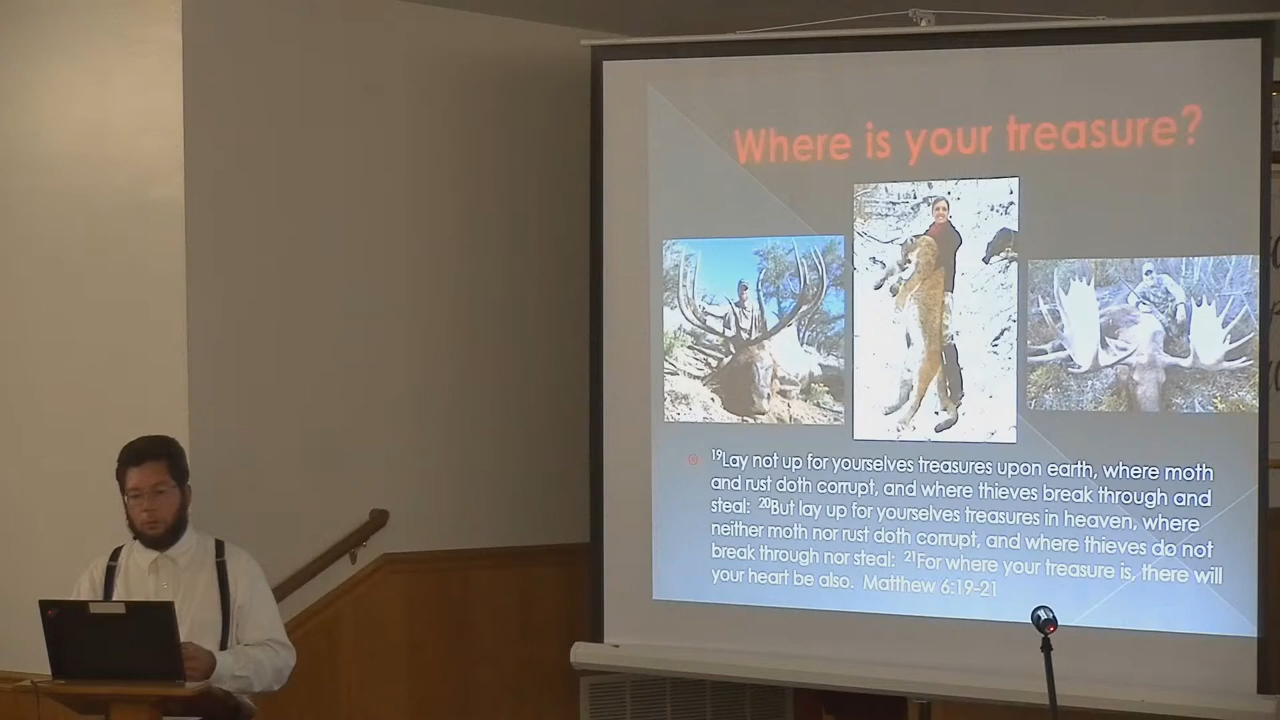 Where is your treasure?
19Lay not up for yourselves treasures upon earth, where moth
and rust doth corrupt, and where thieves break through and
steal: 20But lay up for yourselves treasures in heaven, where
neither moth nor rust doth corrupt, and where thieves do not
break through nor steal: 21For where your treasure is, there will
your heart be also. Matthew 6:19-21